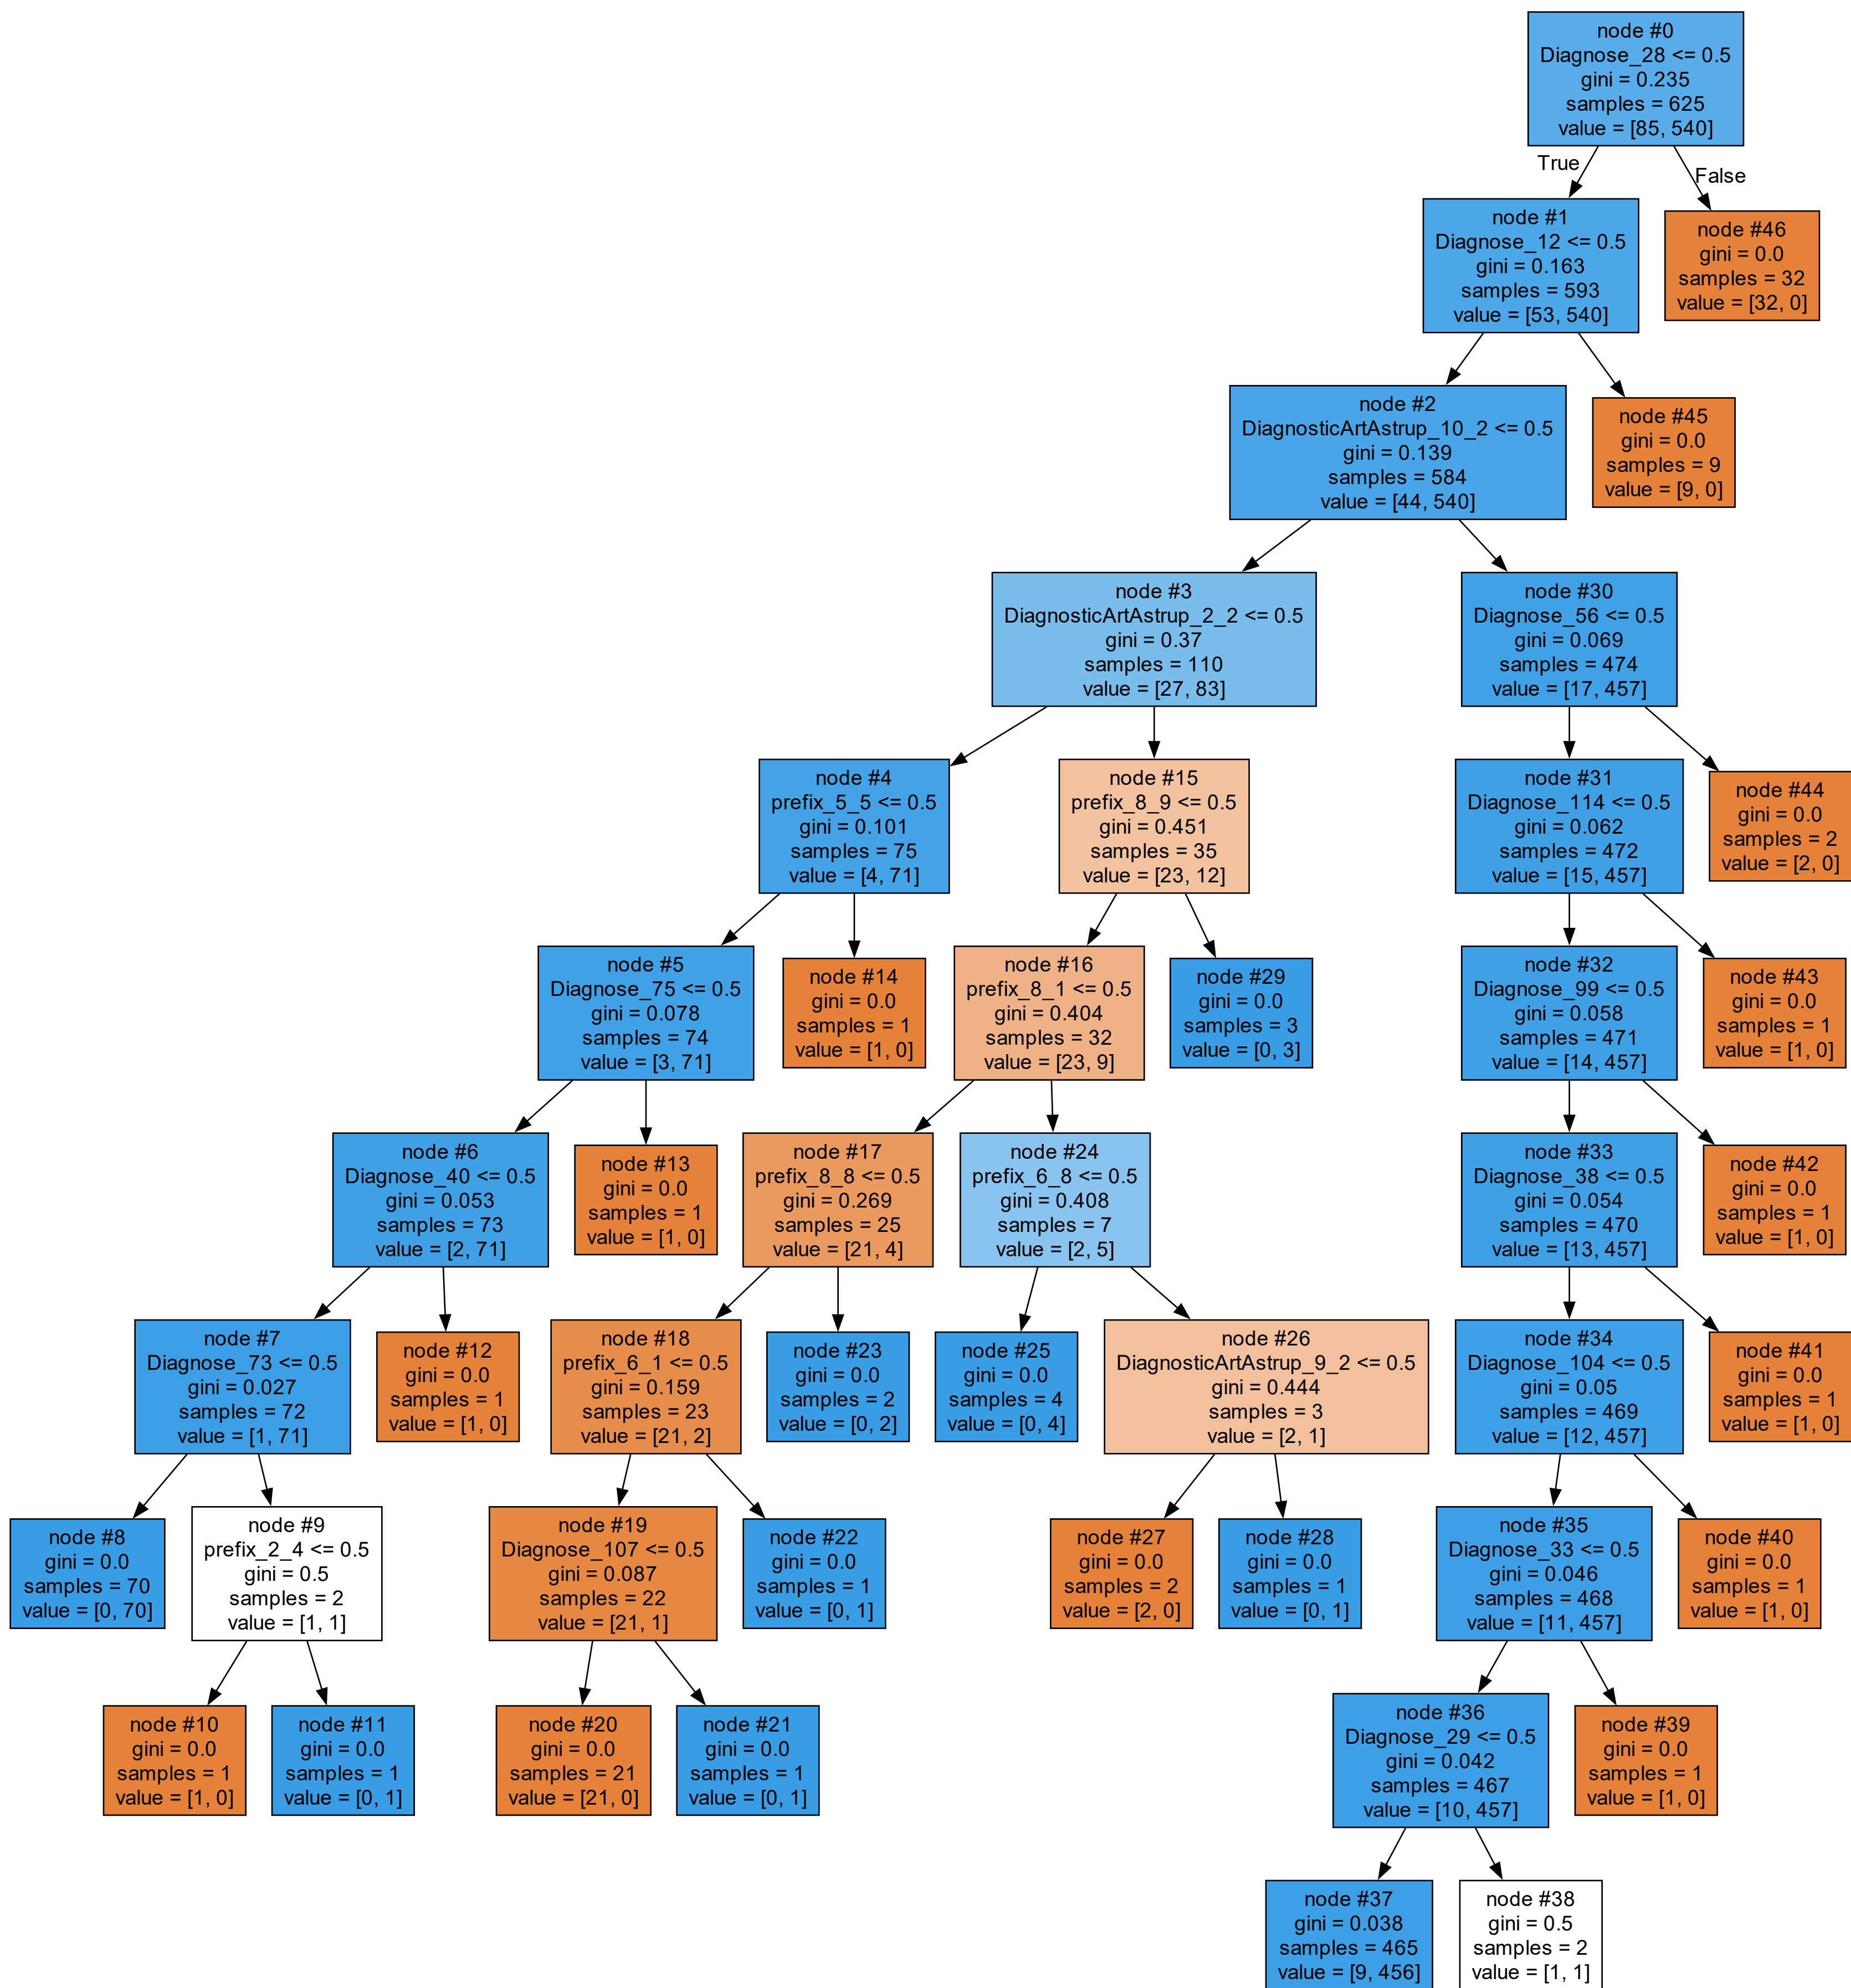 node #0
Diagnose_28 <= 0.5
gini = 0.235
samples = 625
value = [85, 540]
True
False
node #1
Diagnose_12 <= 0.5
gini = 0.163
samples = 593
value = [53, 540]
node #46
gini = 0.0
samples = 32
value = [32, 0]
node #2
DiagnosticArtAstrup_10_2 <= 0.5
gini = 0.139
samples = 584
value = [44, 540]
node #45
gini = 0.0
samples = 9
value = [9, 0]
node #3
DiagnosticArtAstrup_2_2 <= 0.5
gini = 0.37
samples = 110
value = [27, 83]
node #30
Diagnose_56 <= 0.5
gini = 0.069
samples = 474
value = [17, 457]
node #4
prefix_5_5 <= 0.5
gini = 0.101
samples = 75
value = [4, 71]
node #15
prefix_8_9 <= 0.5
gini = 0.451
samples = 35
value = [23, 12]
node #31
Diagnose_114 <= 0.5
gini = 0.062
samples = 472
value = [15, 457]
node #44
gini = 0.0
samples = 2
value = [2, 0]
node #5
Diagnose_75 <= 0.5
gini = 0.078
samples = 74
value = [3, 71]
node #14
gini = 0.0
samples = 1
value = [1, 0]
node #16
prefix_8_1 <= 0.5
gini = 0.404
samples = 32
value = [23, 9]
node #29
gini = 0.0
samples = 3
value = [0, 3]
node #32
Diagnose_99 <= 0.5
gini = 0.058
samples = 471
value = [14, 457]
node #43
gini = 0.0
samples = 1
value = [1, 0]
node #6
Diagnose_40 <= 0.5
gini = 0.053
samples = 73
value = [2, 71]
node #13
gini = 0.0
samples = 1
value = [1, 0]
node #17
prefix_8_8 <= 0.5
gini = 0.269
samples = 25
value = [21, 4]
node #24
prefix_6_8 <= 0.5
gini = 0.408
samples = 7
value = [2, 5]
node #33
Diagnose_38 <= 0.5
gini = 0.054
samples = 470
value = [13, 457]
node #42
gini = 0.0
samples = 1
value = [1, 0]
node #7
Diagnose_73 <= 0.5
gini = 0.027
samples = 72
value = [1, 71]
node #12
gini = 0.0
samples = 1
value = [1, 0]
node #18
prefix_6_1 <= 0.5
gini = 0.159
samples = 23
value = [21, 2]
node #23
gini = 0.0
samples = 2
value = [0, 2]
node #25
gini = 0.0
samples = 4
value = [0, 4]
node #26
DiagnosticArtAstrup_9_2 <= 0.5
gini = 0.444
samples = 3
value = [2, 1]
node #34
Diagnose_104 <= 0.5
gini = 0.05
samples = 469
value = [12, 457]
node #41
gini = 0.0
samples = 1
value = [1, 0]
node #8
gini = 0.0
samples = 70
value = [0, 70]
node #9
prefix_2_4 <= 0.5
gini = 0.5
samples = 2
value = [1, 1]
node #19
Diagnose_107 <= 0.5
gini = 0.087
samples = 22
value = [21, 1]
node #22
gini = 0.0
samples = 1
value = [0, 1]
node #27
gini = 0.0
samples = 2
value = [2, 0]
node #28
gini = 0.0
samples = 1
value = [0, 1]
node #35
Diagnose_33 <= 0.5
gini = 0.046
samples = 468
value = [11, 457]
node #40
gini = 0.0
samples = 1
value = [1, 0]
node #10
gini = 0.0
samples = 1
value = [1, 0]
node #11
gini = 0.0
samples = 1
value = [0, 1]
node #20
gini = 0.0
samples = 21
value = [21, 0]
node #21
gini = 0.0
samples = 1
value = [0, 1]
node #36
Diagnose_29 <= 0.5
gini = 0.042
samples = 467
value = [10, 457]
node #39
gini = 0.0
samples = 1
value = [1, 0]
node #37
gini = 0.038
samples = 465
value = [9, 456]
node #38
gini = 0.5
samples = 2
value = [1, 1]